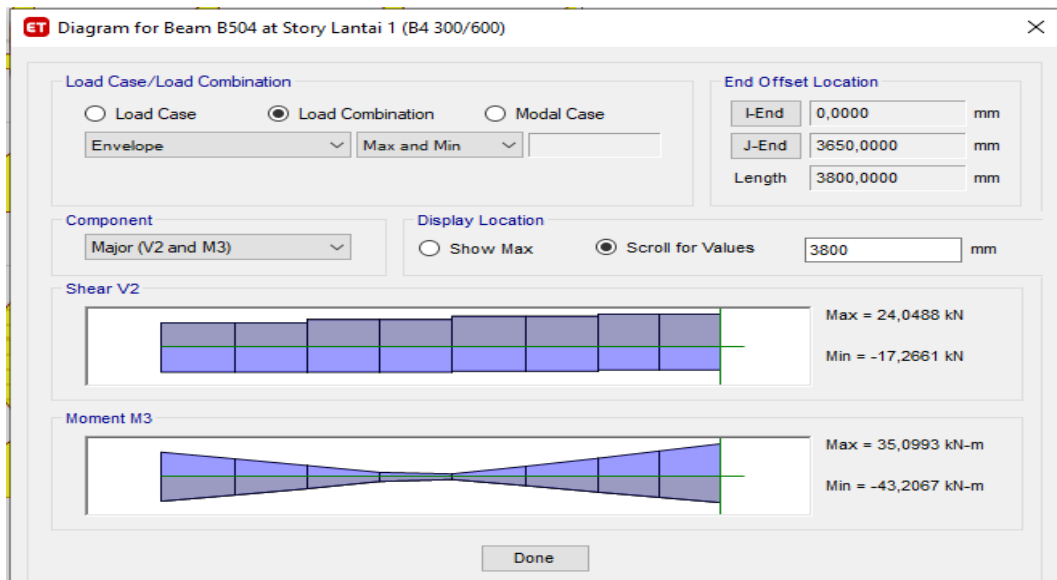 ET Diagram for Beam B504 at Story Lantai 1 (B4 300/600)
Load Case/Load Combination
Load Case Load Combination Modal Case
Envelope Max and Min
End Offset Location
I-End 0,0000 mm
J-End 3650,0000 mm
Length 3800,0000 mm
Component
Major (V2 and M3)
Display Location
Show Max Scroll for Values 3800 mm
Shear V2
Max = 24,0488 kN
Min = -17,2661 kN
Moment M3
Max = 35,0993 kN-m
Min = -43,2067 kN-m
Done